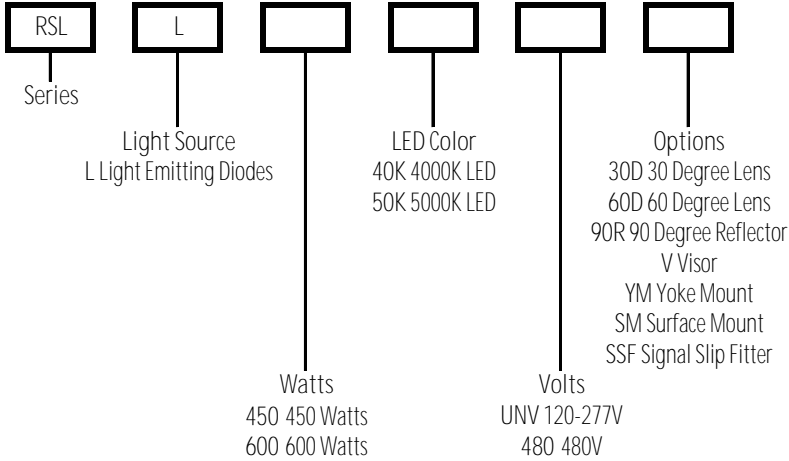 RSL
L
Series
Light Source
L Light Emitting Diodes
LED Color
40K 4000K LED
50K 5000K LED
Options
30D 30 Degree Lens
60D 60 Degree Lens
90R 90 Degree Reflector
V Visor
YM Yoke Mount
SM Surface Mount
SSF Signal Slip Fitter
Watts
450 450 Watts
600 600 Watts
Volts
UNV 120-277V
480 480V